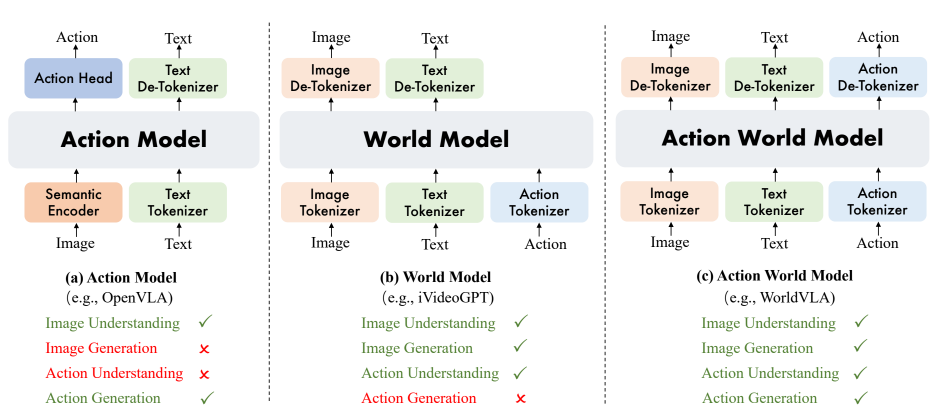 Action Text
Action Head
Text
De-Tokenizer
Action Model
Semantic
Encoder
Text
Tokenizer
Image Text
(a) Action Model
(e.g., OpenVLA)
Image Understanding ✓
Image Generation ✗
Action Understanding ✗
Action Generation ✓
Image Text
Image
De-Tokenizer
Text
De-Tokenizer
World Model
Image
Tokenizer
Text
Tokenizer
Action
Tokenizer
Image Text Action
(b) World Model
(e.g., iVideoGPT)
Image Understanding ✓
Image Generation ✓
Action Understanding ✓
Action Generation ✗
Image Text Action
Image
De-Tokenizer
Text
De-Tokenizer
Action
De-Tokenizer
Action World Model
Image
Tokenizer
Text
Tokenizer
Action
Tokenizer
Image Text Action
(c) Action World Model
(e.g., WorldVLA)
Image Understanding ✓
Image Generation ✓
Action Understanding ✓
Action Generation ✓